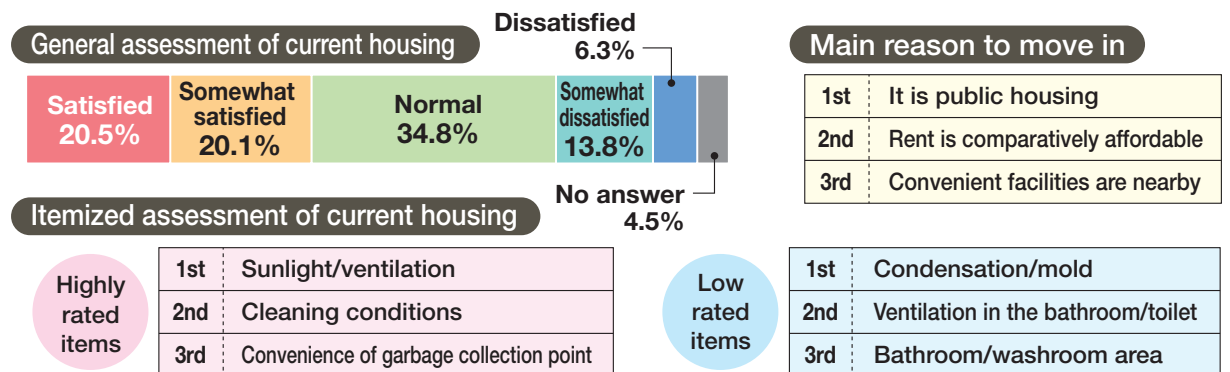 General assessment of current housing
Satisfied
20.5%
Somewhat
satisfied
20.1%
Normal
34.8%
Somewhat
dissatisfied
13.8%
Dissatisfied
6.3%
No answer
4.5%
Main reason to move in
1st It is public housing
2nd Rent is comparatively affordable
3rd Convenient facilities are nearby
Itemized assessment of current housing
Highly
rated
items
1st Sunlight/ventilation
2nd Cleaning conditions
3rd Convenience of garbage collection point
Low
rated
items
1st Condensation/mold
2nd Ventilation in the bathroom/toilet
3rd Bathroom/washroom area